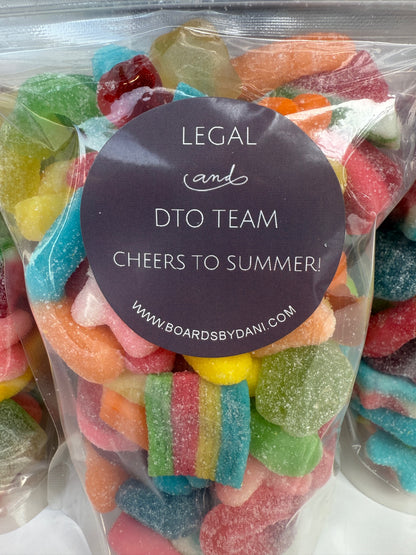 LEGAL
and
DTO TEAM
CHEERS TO SUMMER!
WWW.BOARDSBYDANI.COM